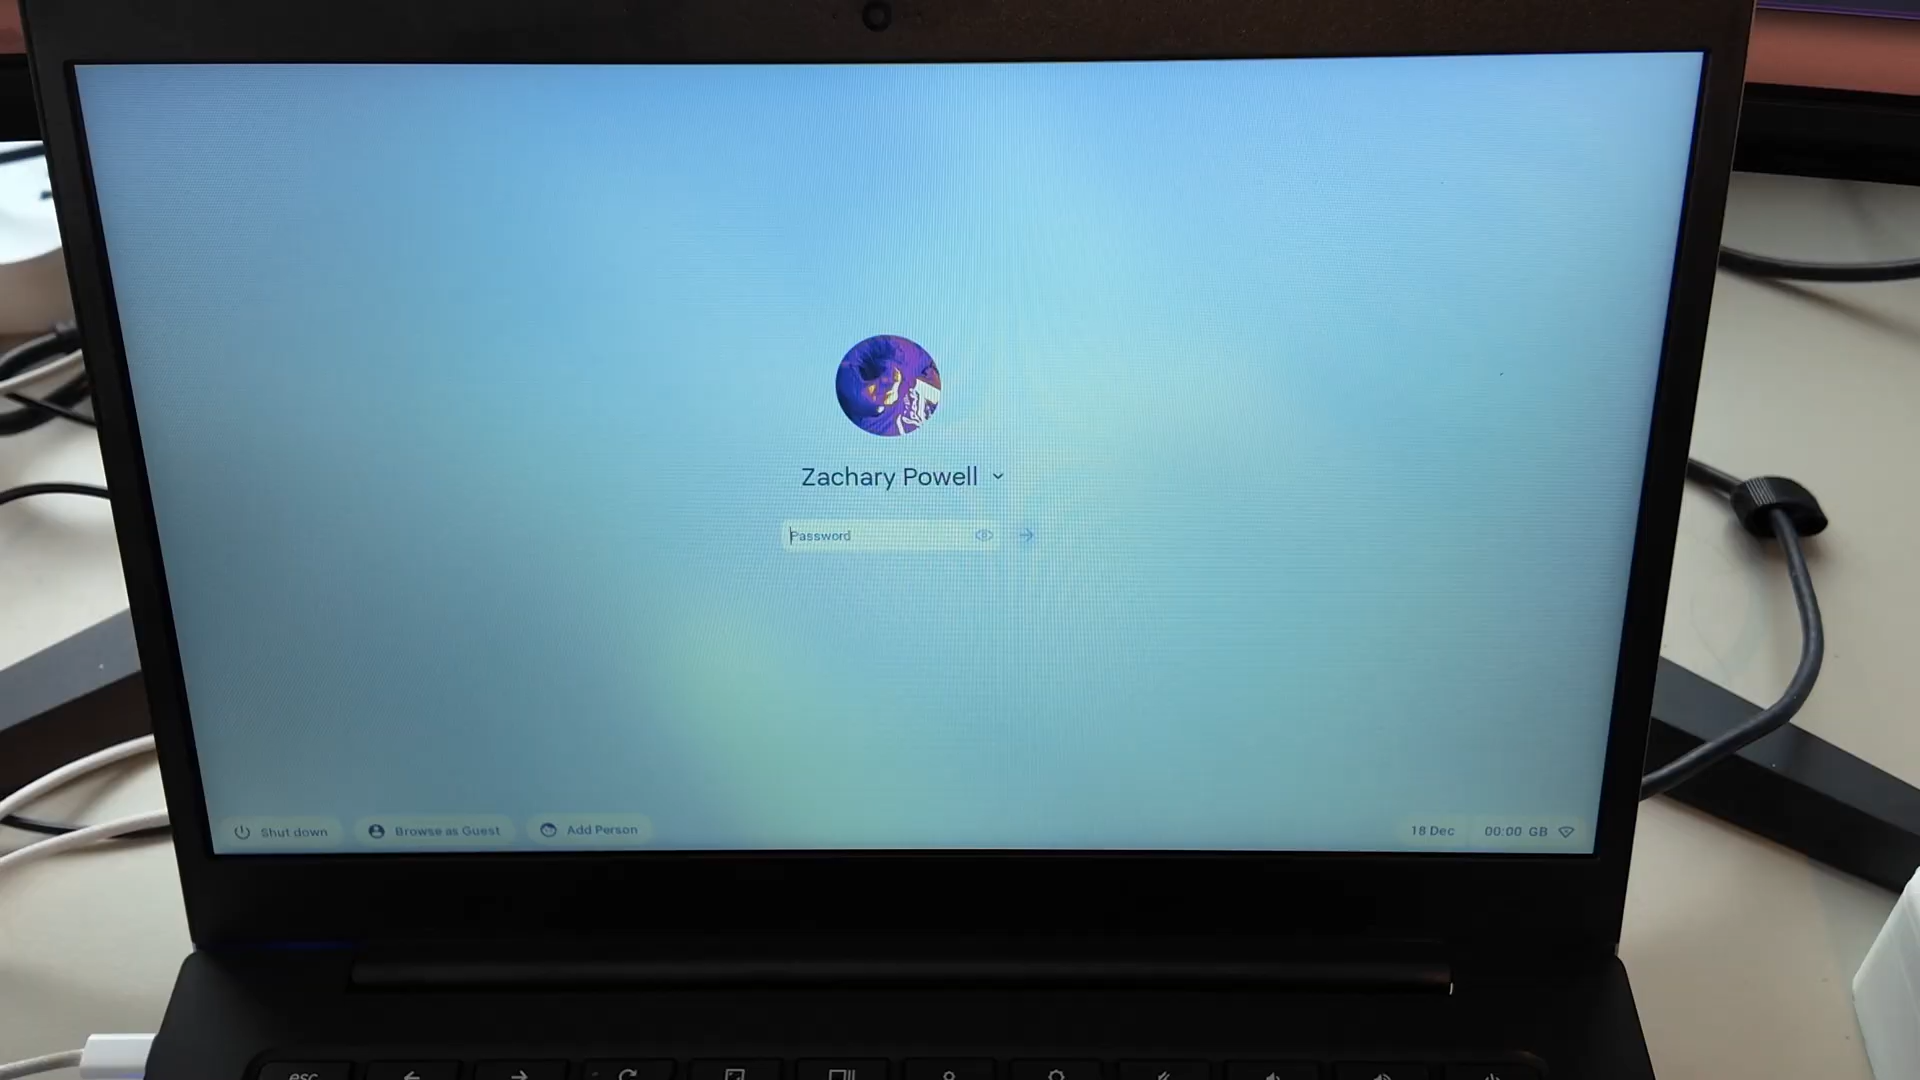 Zachary Powell
Password
Shut down
Browse as Guest
Add Person
18 Dec
00:00 GB
esc